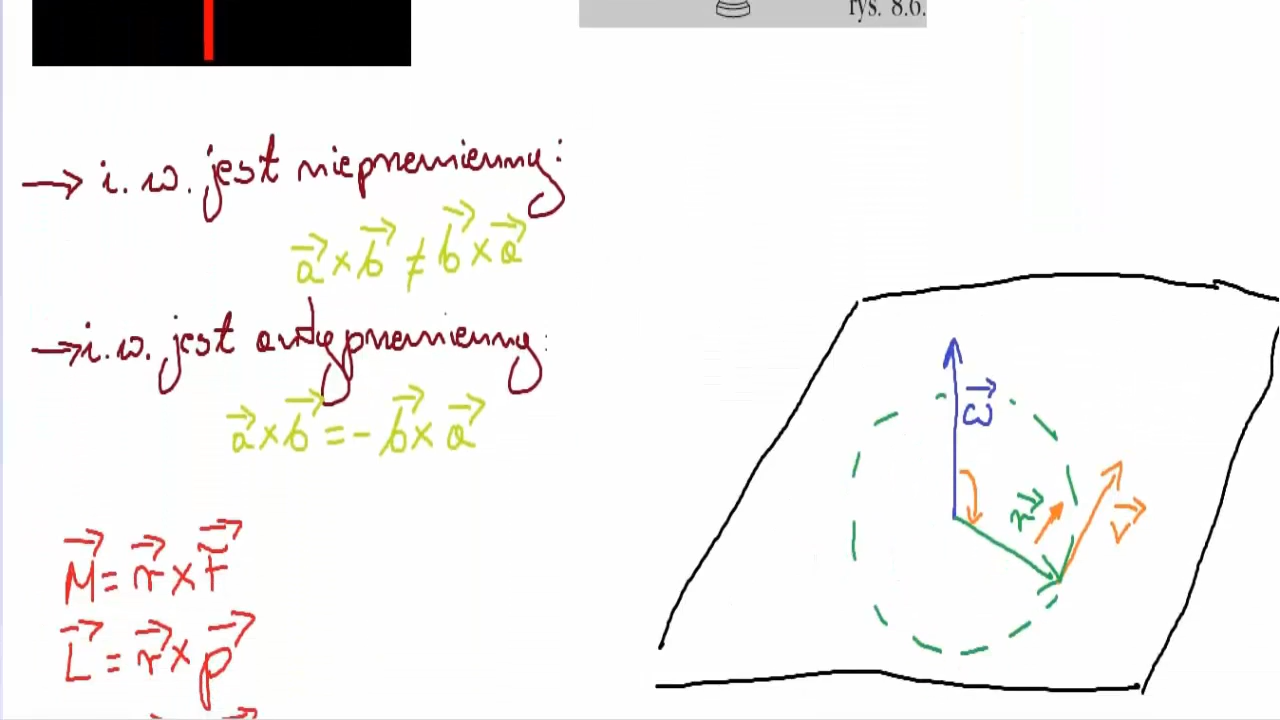 rys. 8.6.
→ i. w. jest nieprzemienny:
a⃗ × b⃗ ≠ b⃗ × a⃗
→ i. w. jest antyprzemienny:
a⃗ × b⃗ = - b⃗ × a⃗
ω⃗
r⃗
v⃗
M⃗ = r⃗ × F⃗
L⃗ = r⃗ × p⃗